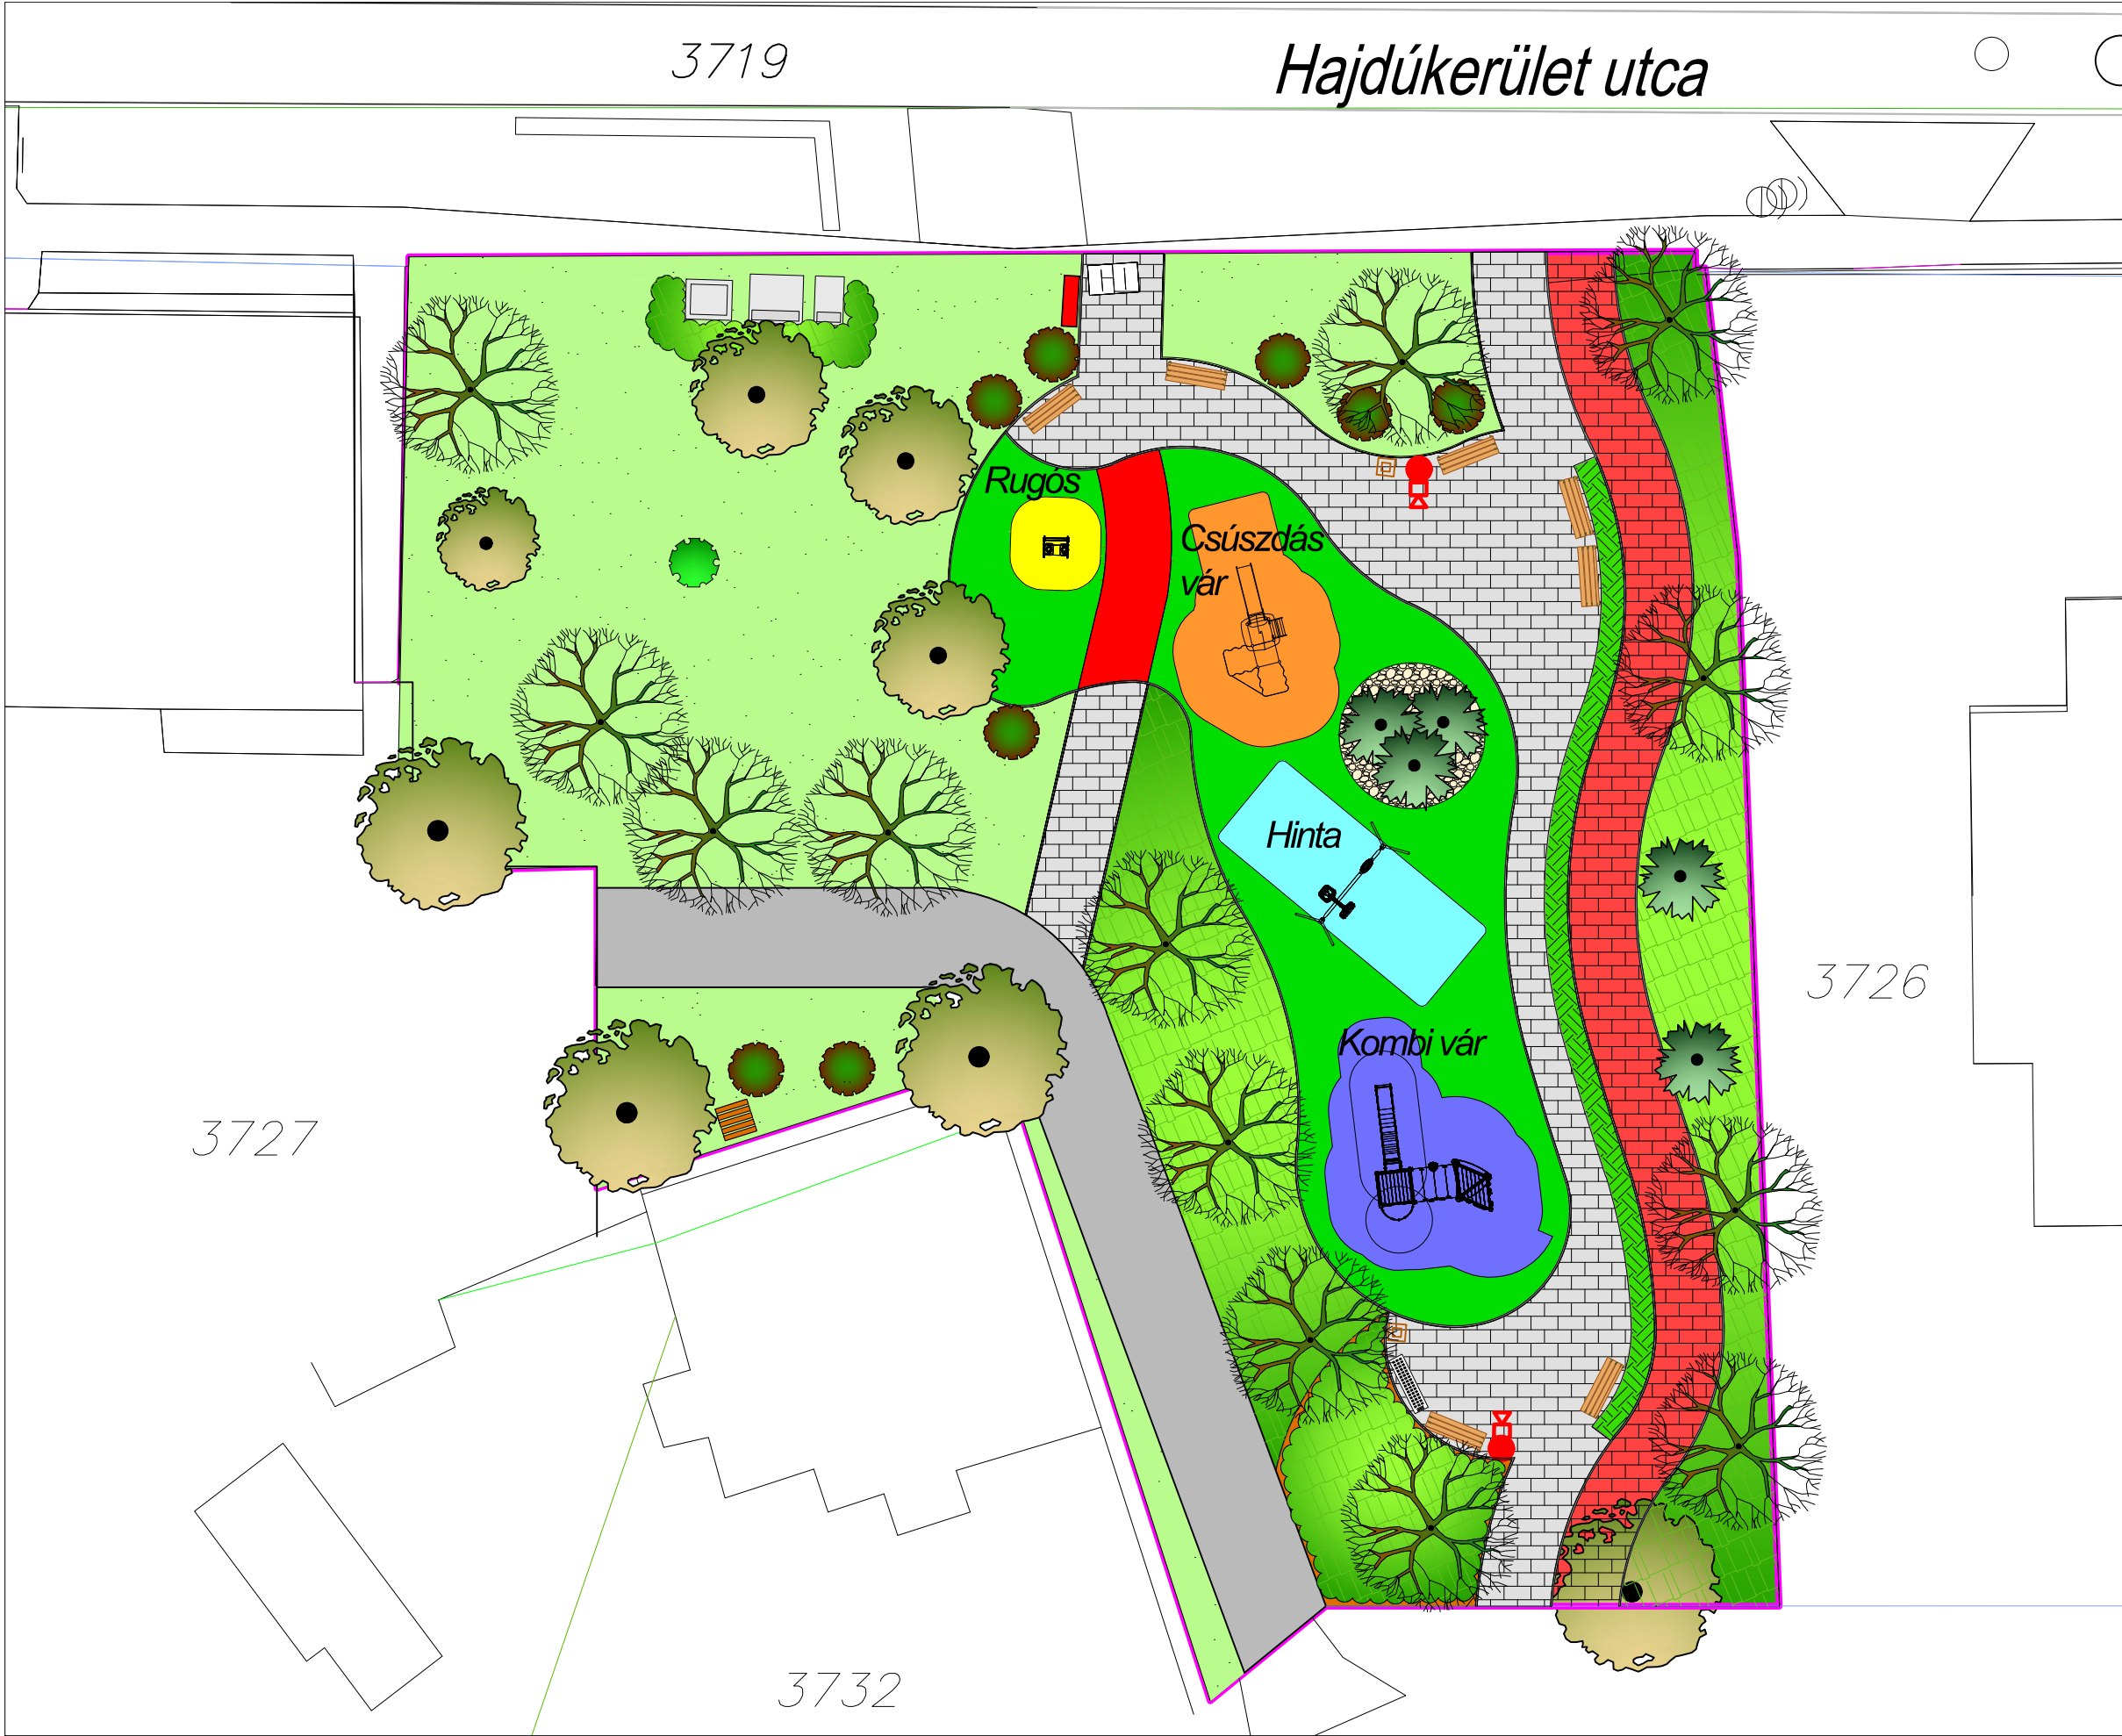 3719
Hajdúkerület utca
Rugós
Csúszdás
vár
Hinta
3726
Kombi vár
3727
3732